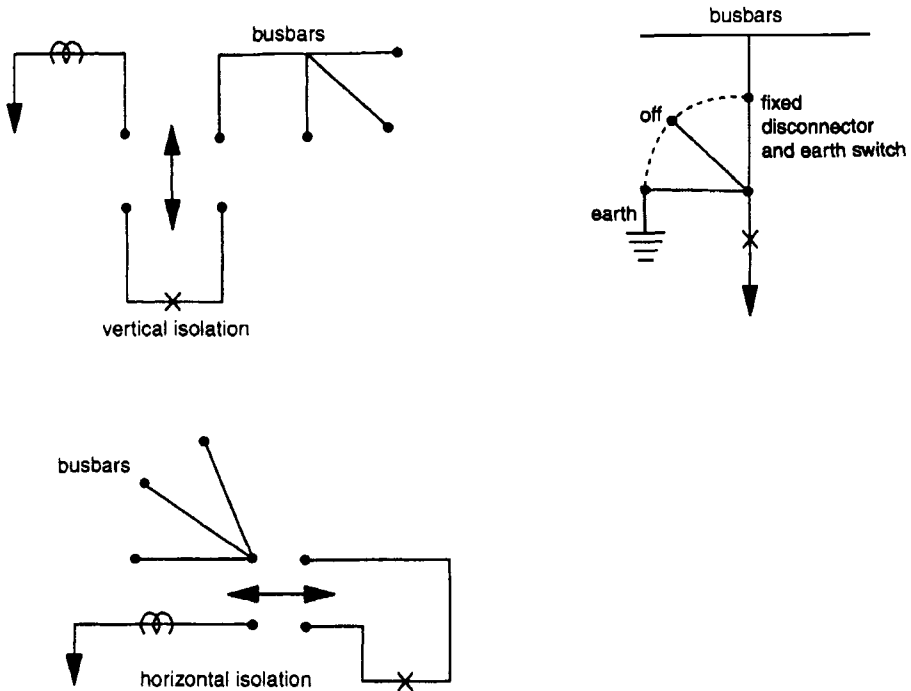 busbars
vertical isolation
busbars
off
fixed
disconnector
and earth switch
earth
busbars
horizontal isolation